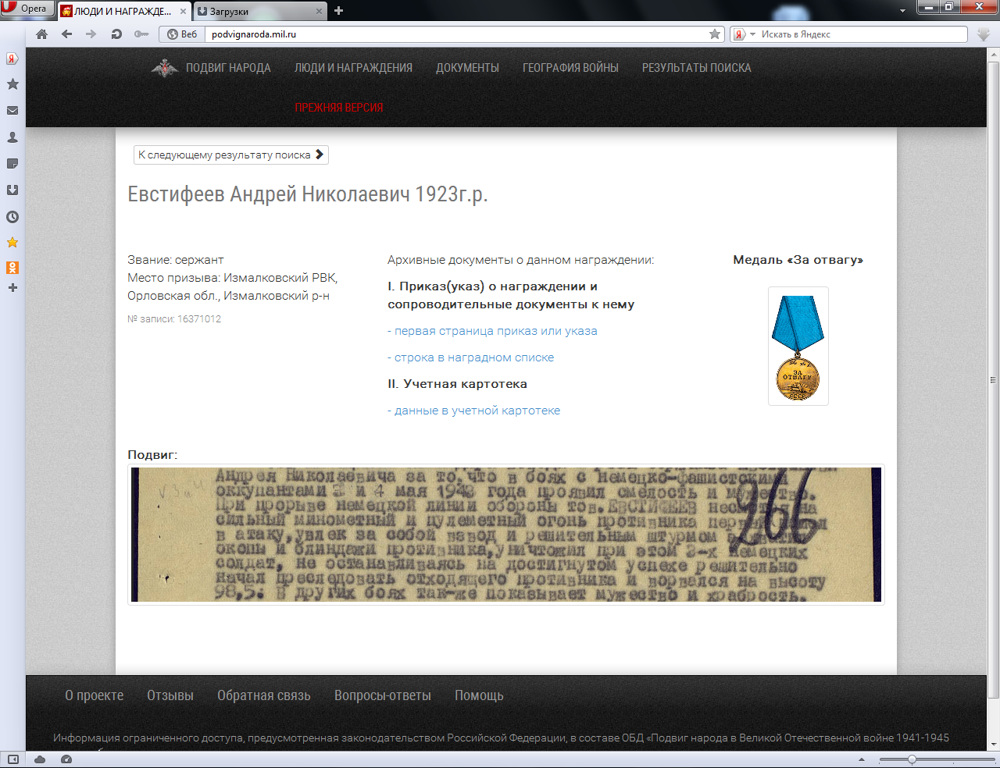 Opera
ЛЮДИ И НАГРАЖДЕ...
Загрузки
Веб
podvignaroda.mil.ru
Искать в Яндекс
ПОДВИГ НАРОДА
ЛЮДИ И НАГРАЖДЕНИЯ
ДОКУМЕНТЫ
ГЕОГРАФИЯ ВОЙНЫ
РЕЗУЛЬТАТЫ ПОИСКА
ПРЕЖНЯЯ ВЕРСИЯ
К следующему результату поиска
Евстифеев Андрей Николаевич 1923г.р.
Звание: сержант
Место призыва: Измалковский РВК,
Орловская обл., Измалковский р-н
№ записи: 16371012
Архивные документы о данном награждении:
I. Приказ(указ) о награждении и
сопроводительные документы к нему
- первая страница приказ или указа
- строка в наградном списке
II. Учетная картотека
- данные в учетной картотеке
Медаль «За отвагу»
ЗА
ОТВАГУ
СССР
Подвиг:
Андрея Николаевича за то, что в боях с немецко-фашистскими
оккупантами 3 и 4 мая 1943 года проявил смелость и мужество.
При прорыве немецкой линии обороны тов.ЕВСТИФЕЕВ на
сильный минометный и пулеметный огонь противника
в атаку, увлек за собой взвод и решительным штурмом
окопы и блиндажи противника, уничтожил при этом 2-х немецких
солдат, не останавливаясь на достигнутом успехе решительно
начал преследовать отходящего противника и ворвался на высоту
98,5. В других боях так-же показывает мужество и храбрость.
266
О проекте
Отзывы
Обратная связь
Вопросы-ответы
Помощь
Информация ограниченного доступа, предусмотренная законодательством Российской Федерации, в составе ОБД «Подвиг народа в Великой Отечественной войне 1941-1945